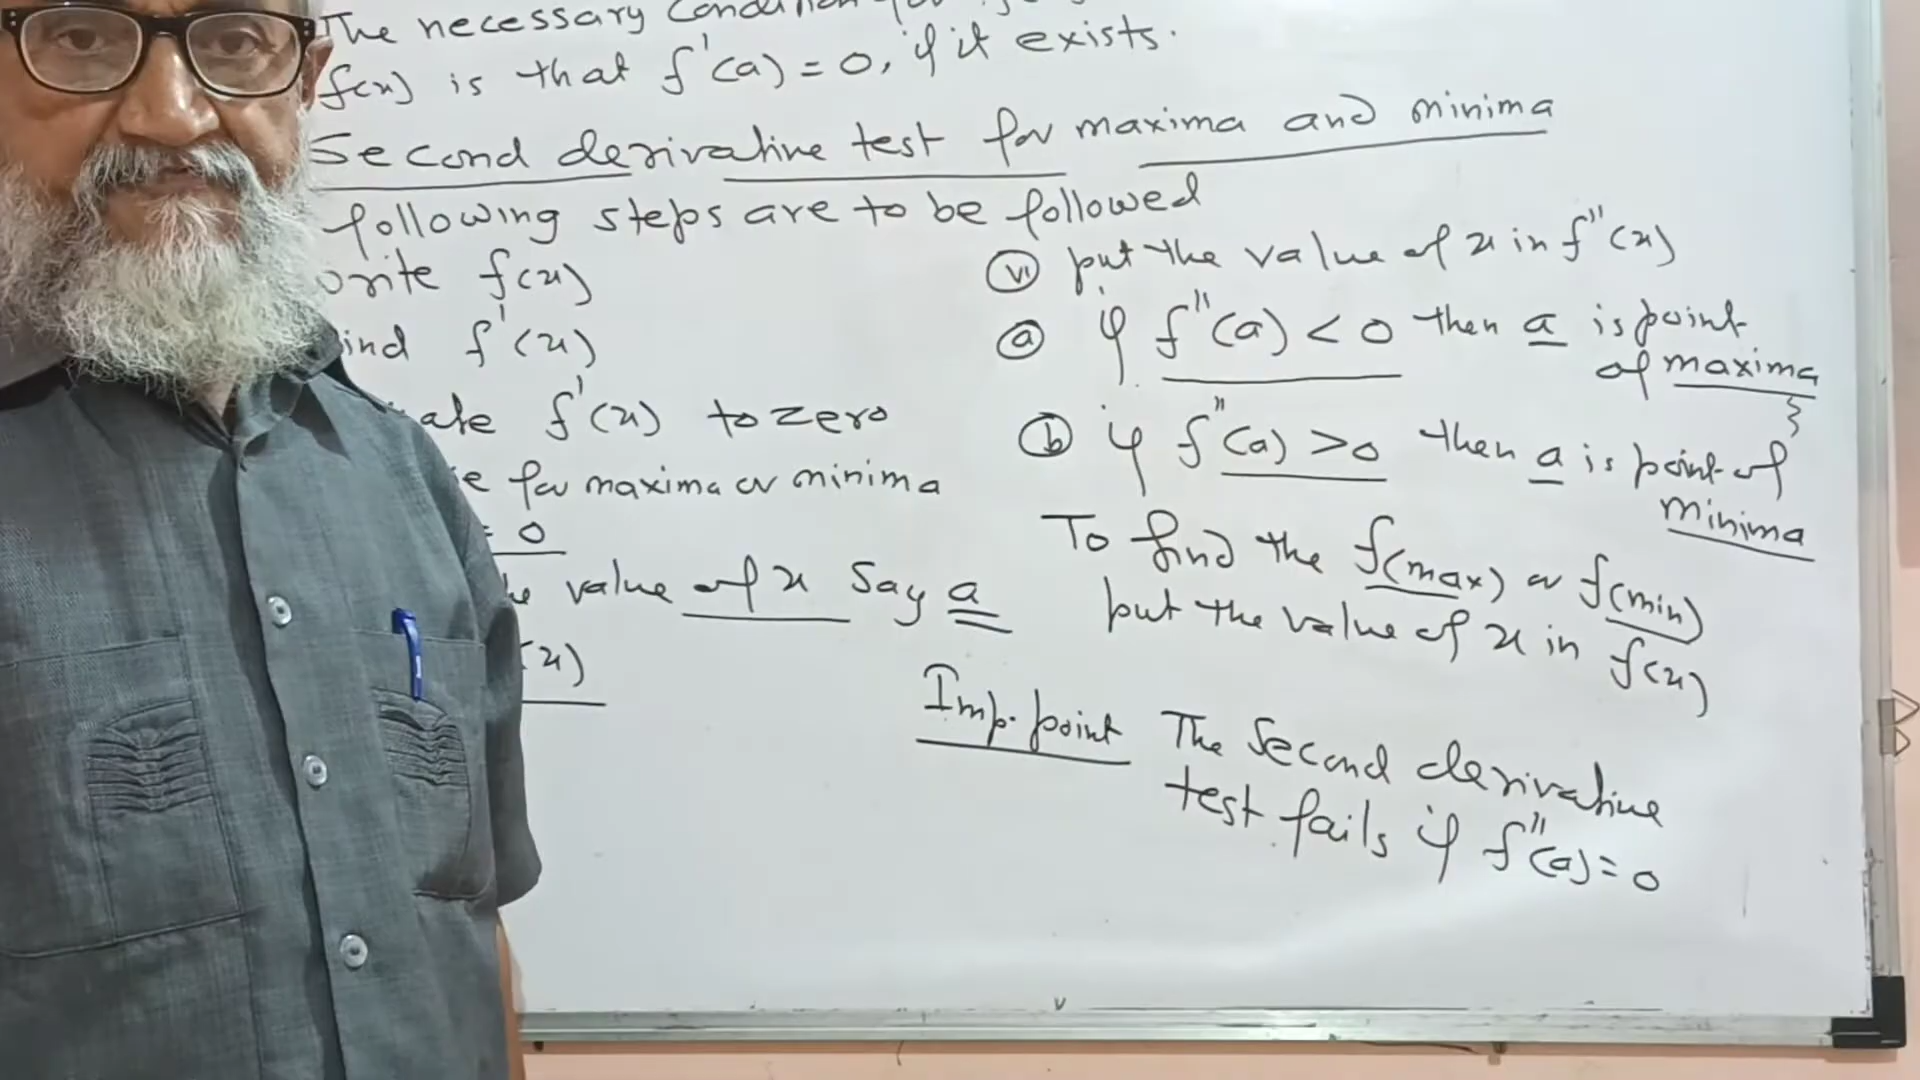 The necessary
f(x) is that f'(a) = 0, if it exists.
Second derivative test for maxima and minima
following steps are to be followed
write f(x)
ind f'(x)
ate f'(x) to zero
e for maxima or minima
= 0
value of x say a
(x)
(vi) put the value of x in f''(x)
(a) if f''(a) < 0 then a is point
of maxima
(b) if f''(a) > 0 then a is point of
minima
To find the f(max) or f(min)
put the value of x in f(x)
Imp. point The second derivative
test fails if f''(a) = 0